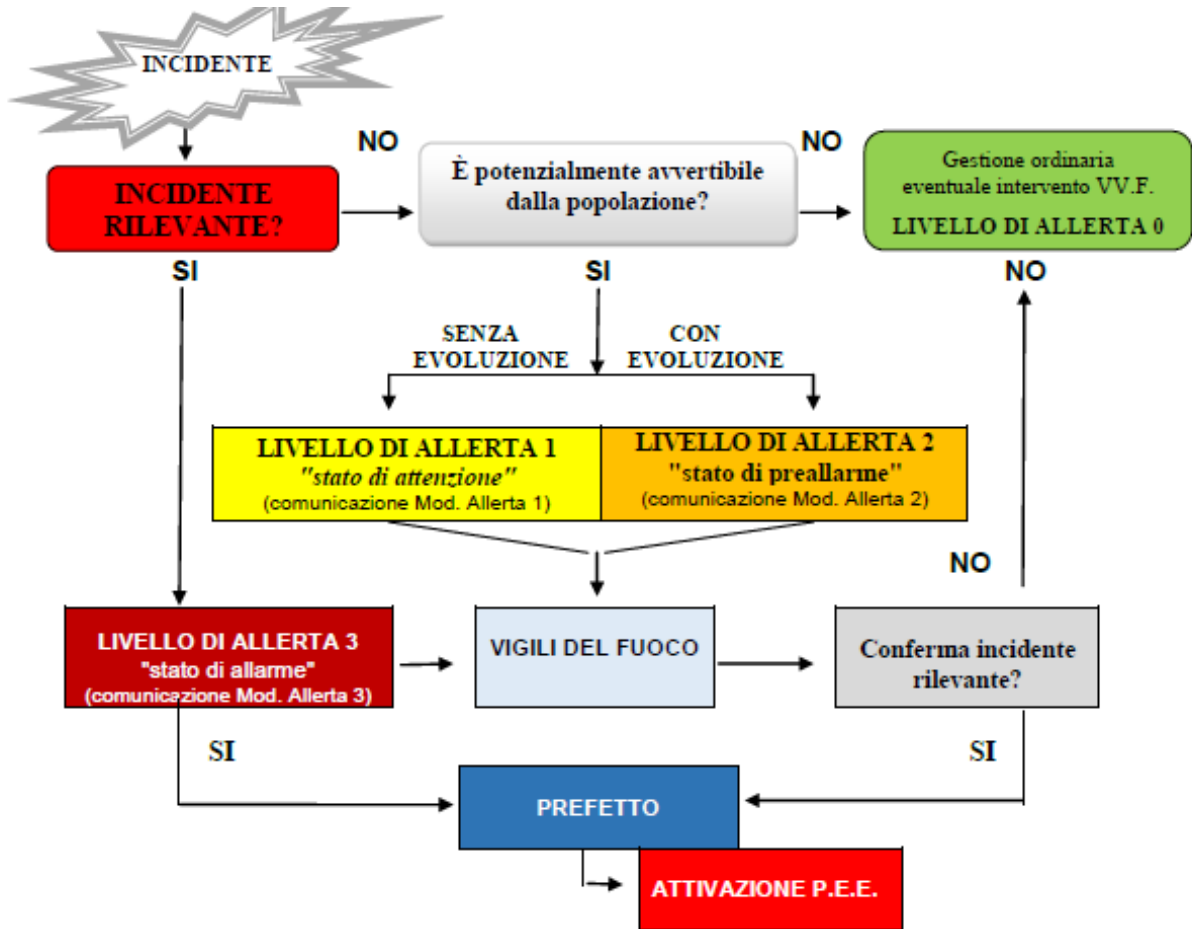 INCIDENTE
NO
NO
INCIDENTE
RILEVANTE?
È potenzialmente avvertibile
dalla popolazione?
Gestione ordinaria
eventuale intervento VV.F.
LIVELLO DI ALLERTA 0
SI
SI
NO
SENZA
EVOLUZIONE
CON
EVOLUZIONE
LIVELLO DI ALLERTA 1
"stato di attenzione"
(comunicazione Mod. Allerta 1)
LIVELLO DI ALLERTA 2
"stato di preallarme"
(comunicazione Mod. Allerta 2)
NO
LIVELLO DI ALLERTA 3
"stato di allarme"
(comunicazione Mod. Allerta 3)
VIGILI DEL FUOCO
Conferma incidente
rilevante?
SI
SI
PREFETTO
ATTIVAZIONE P.E.E.